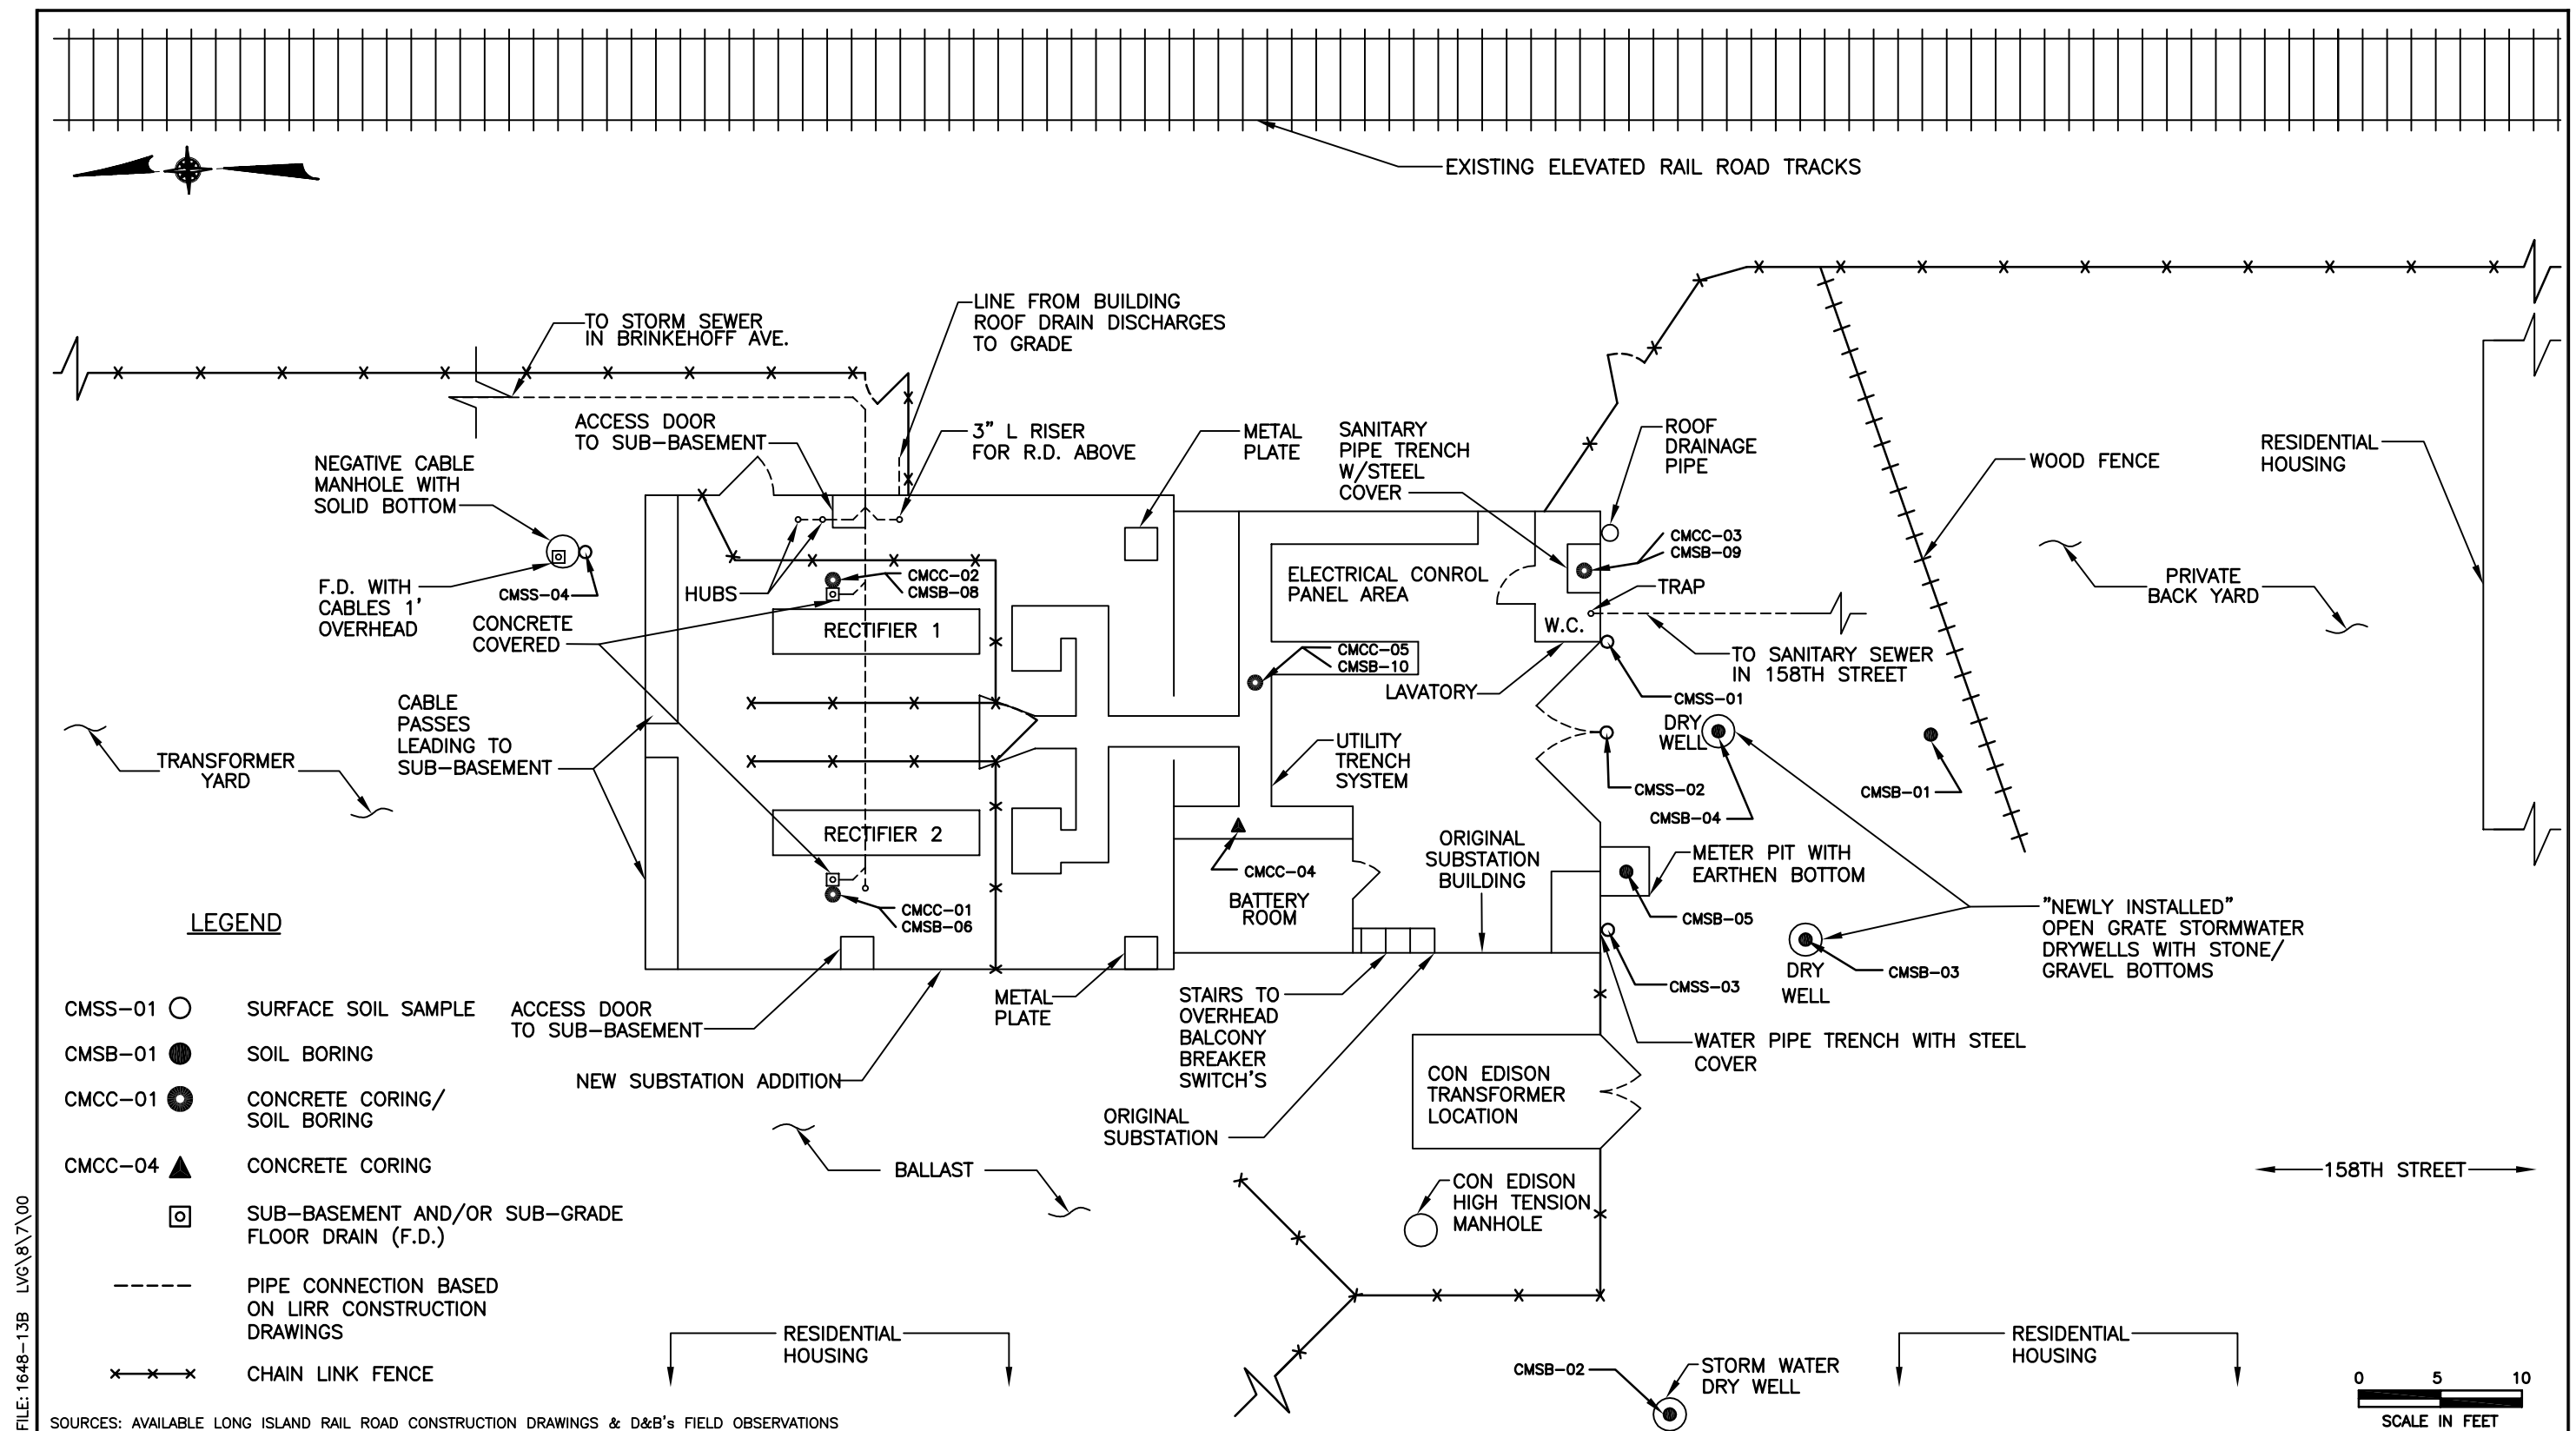 EXISTING ELEVATED RAIL ROAD TRACKS
TO STORM SEWER
IN BRINKEHOFF AVE.
LINE FROM BUILDING
ROOF DRAIN DISCHARGES
TO GRADE
ACCESS DOOR
TO SUB-BASEMENT
3" L RISER
FOR R.D. ABOVE
METAL
PLATE
SANITARY
PIPE TRENCH
W/STEEL
COVER
ROOF
DRAINAGE
PIPE
WOOD FENCE
RESIDENTIAL
HOUSING
NEGATIVE CABLE
MANHOLE WITH
SOLID BOTTOM
F.D. WITH
CABLES 1'
OVERHEAD
CMSS-04
HUBS
CMCC-02
CMSB-08
CONCRETE
COVERED
RECTIFIER 1
ELECTRICAL CONROL
PANEL AREA
CMCC-03
CMSB-09
TRAP
W.C.
PRIVATE
BACK YARD
CMCC-05
CMSB-10
LAVATORY
TO SANITARY SEWER
IN 158TH STREET
CMSS-01
CABLE
PASSES
LEADING TO
SUB-BASEMENT
TRANSFORMER
YARD
UTILITY
TRENCH
SYSTEM
DRY
WELL
CMSS-02
CMSB-04
CMSB-01
RECTIFIER 2
CMCC-04
BATTERY
ROOM
ORIGINAL
SUBSTATION
BUILDING
METER PIT WITH
EARTHEN BOTTOM
CMSB-05
CMCC-01
CMSB-06
"NEWLY INSTALLED"
OPEN GRATE STORMWATER
DRYWELLS WITH STONE/
GRAVEL BOTTOMS
CMSB-03
DRY
WELL
CMSS-03
WATER PIPE TRENCH WITH STEEL
COVER
METAL
PLATE
STAIRS TO
OVERHEAD
BALCONY
BREAKER
SWITCH'S
ACCESS DOOR
TO SUB-BASEMENT
NEW SUBSTATION ADDITION
ORIGINAL
SUBSTATION
CON EDISON
TRANSFORMER
LOCATION
BALLAST
CON EDISON
HIGH TENSION
MANHOLE
158TH STREET
RESIDENTIAL
HOUSING
CMSB-02
STORM WATER
DRY WELL
RESIDENTIAL
HOUSING
LEGEND
CMSS-01 SURFACE SOIL SAMPLE
CMSB-01 SOIL BORING
CMCC-01 CONCRETE CORING/
SOIL BORING
CMCC-04 CONCRETE CORING
SUB-BASEMENT AND/OR SUB-GRADE
FLOOR DRAIN (F.D.)
PIPE CONNECTION BASED
ON LIRR CONSTRUCTION
DRAWINGS
CHAIN LINK FENCE
0 5 10
SCALE IN FEET
SOURCES: AVAILABLE LONG ISLAND RAIL ROAD CONSTRUCTION DRAWINGS & D&B's FIELD OBSERVATIONS
FILE: 1648-13B LVG\8\7\00